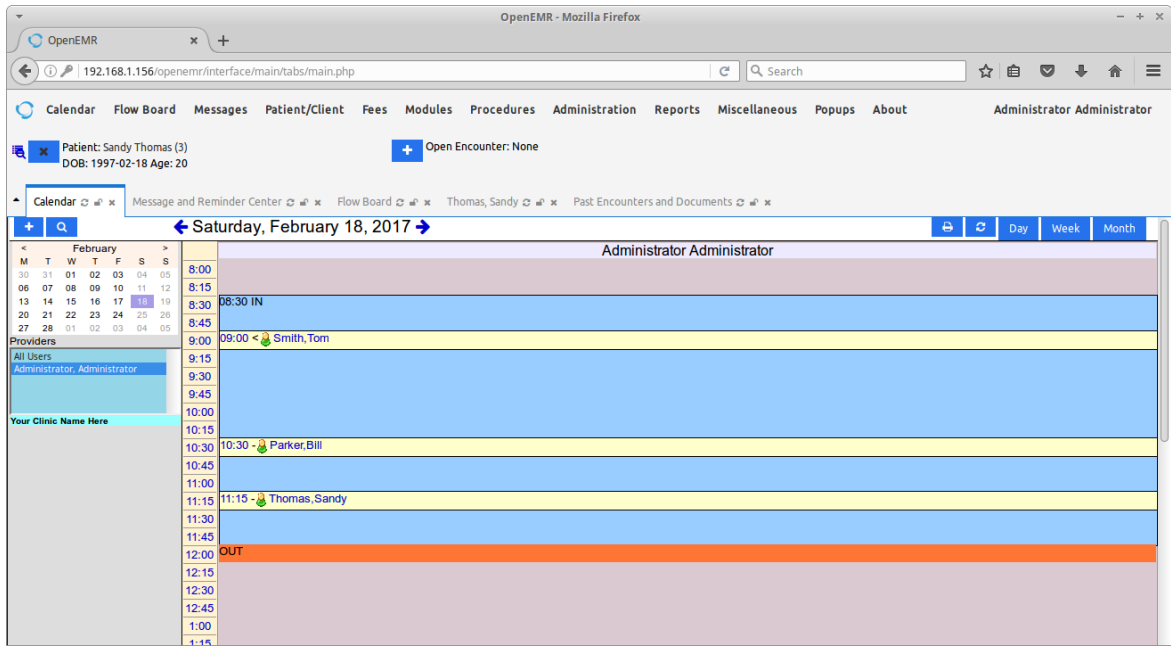 OpenEMR - Mozilla Firefox
OpenEMR
192.168.1.156/openemr/interface/main/tabs/main.php
Search
Calendar Flow Board Messages Patient/Client Fees Modules Procedures Administration Reports Miscellaneous Popups About Administrator Administrator
Patient: Sandy Thomas (3)
DOB: 1997-02-18 Age: 20
Open Encounter: None
Calendar Message and Reminder Center Flow Board Thomas, Sandy Past Encounters and Documents
Saturday, February 18, 2017
Day Week Month
< February >
M T W T F S S
30 31 01 02 03 04 05
06 07 08 09 10 11 12
13 14 15 16 17 18 19
20 21 22 23 24 25 26
27 28 01 02 03 04 05
Providers
All Users
Administrator, Administrator
Your Clinic Name Here
Administrator Administrator
8:00
8:15
8:30 08:30 IN
8:45
9:00 09:00 < Smith,Tom
9:15
9:30
9:45
10:00
10:15
10:30 10:30 - Parker,Bill
10:45
11:00
11:15 11:15 - Thomas,Sandy
11:30
11:45
12:00 OUT
12:15
12:30
12:45
1:00
1:15